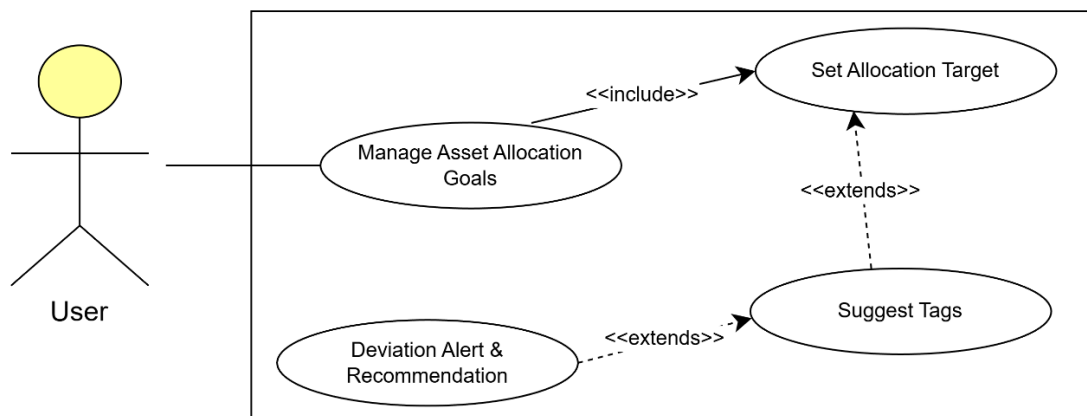 Set Allocation Target
<<include>>
Manage Asset Allocation
Goals
<<extends>>
User
Suggest Tags
<<extends>>
Deviation Alert &
Recommendation